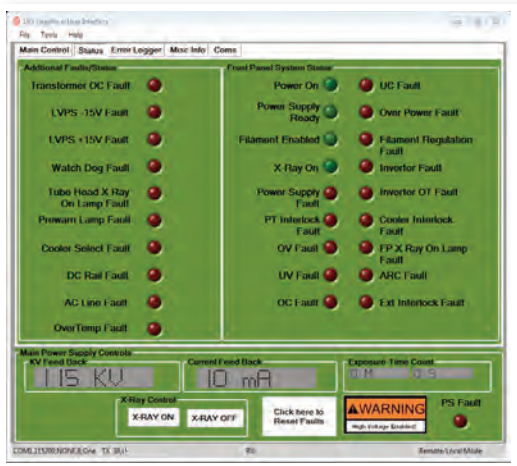 File Tools Help
Main Control Status Error Logger Misc Info Coms
Additional Faults/Status
Front Panel System Status
Transformer OC Fault
LVPS -15V Fault
LVPS +15V Fault
Watch Dog Fault
Tube Head X Ray
On Lamp Fault
Prewarn Lamp Fault
Cooler Select Fault
DC Rail Fault
AC Line Fault
OverTemp Fault
Power On
Power Supply
Ready
Filament Enabled
X-Ray On
Power Supply
Fault
PT Interlock
Fault
OV Fault
UV Fault
OC Fault
UC Fault
Over Power Fault
Filament Regulation
Fault
Invertor Fault
Invertor OT Fault
Cooler Interlock
Fault
FP X Ray On Lamp
Fault
ARC Fault
Ext Interlock Fault
Main Power Supply Controls
KV Feed Back
115 KV
Current Feed Back
10 mA
Exposure Time Count
0 M 0 S
X-Ray Control
X-RAY ON
X-RAY OFF
Click here to
Reset Faults
WARNING
High Voltage Enabled!
PS Fault
Remote/Local Mode